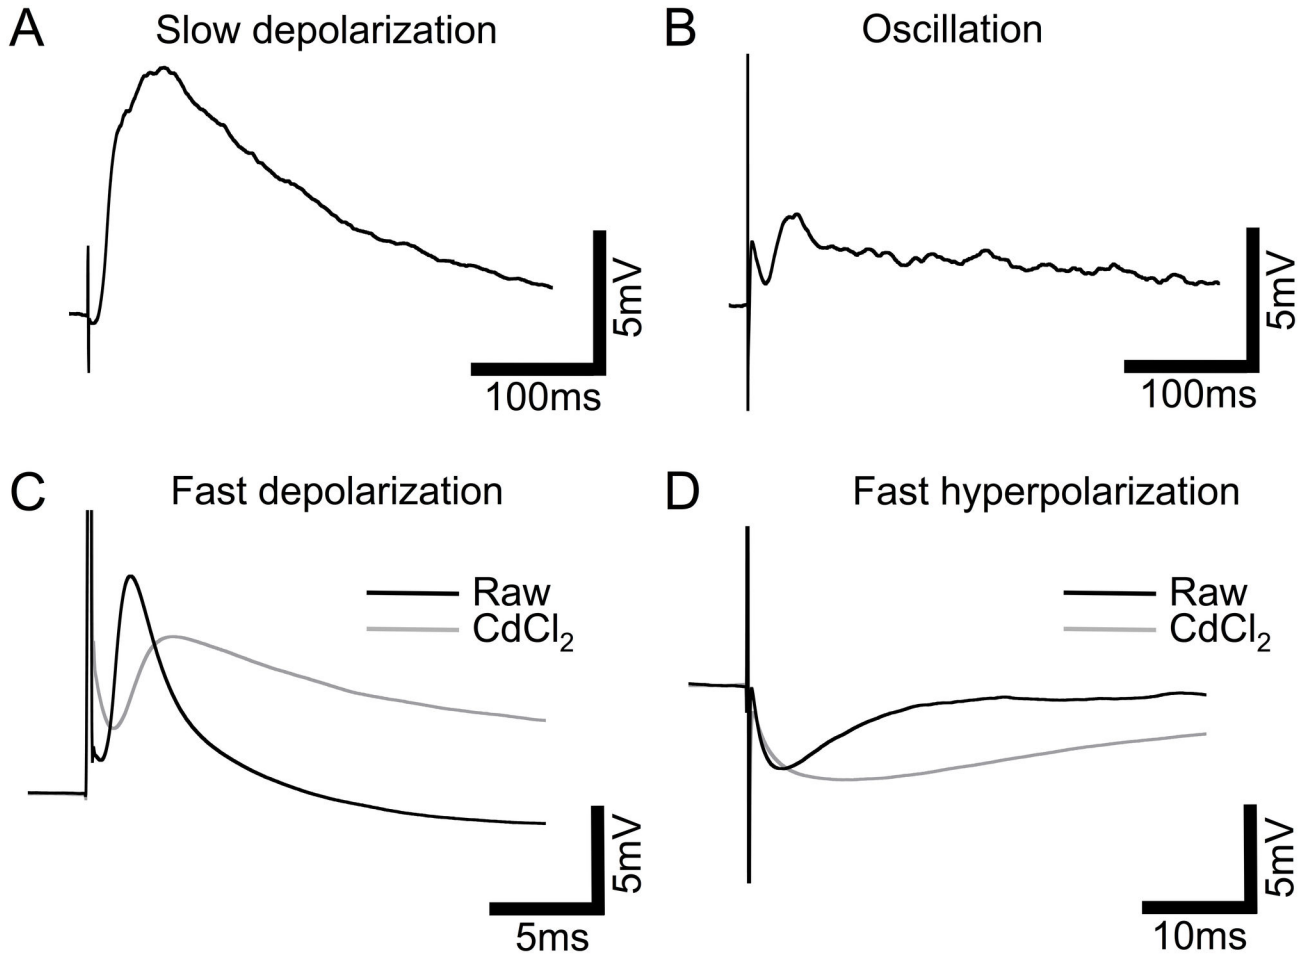 A Slow depolarization
5mV
100ms
B Oscillation
5mV
100ms
C Fast depolarization
Raw
CdCl₂
5mV
5ms
D Fast hyperpolarization
Raw
CdCl₂
5mV
10ms